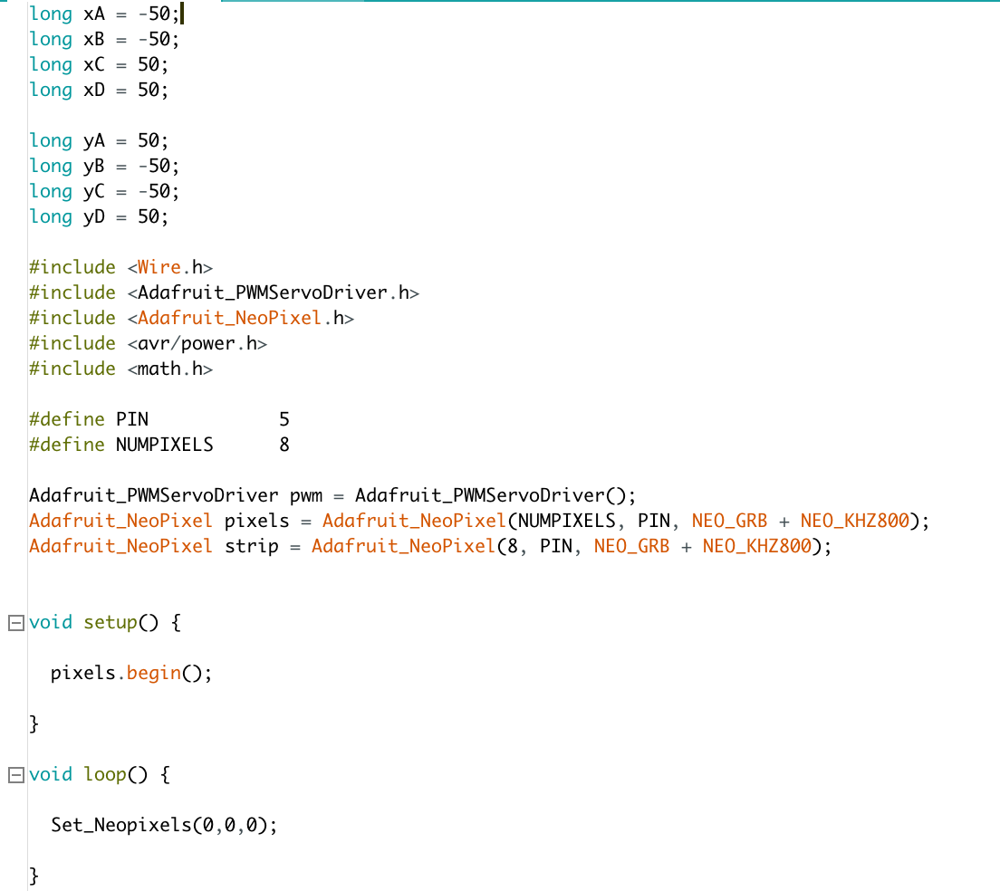 long xA = -50;
long xB = -50;
long xC = 50;
long xD = 50;
long yA = 50;
long yB = -50;
long yC = -50;
long yD = 50;
#include <Wire.h>
#include <Adafruit_PWMServoDriver.h>
#include <Adafruit_NeoPixel.h>
#include <avr/power.h>
#include <math.h>
#define PIN            5
#define NUMPIXELS      8
Adafruit_PWMServoDriver pwm = Adafruit_PWMServoDriver();
Adafruit_NeoPixel pixels = Adafruit_NeoPixel(NUMPIXELS, PIN, NEO_GRB + NEO_KHZ800);
Adafruit_NeoPixel strip = Adafruit_NeoPixel(8, PIN, NEO_GRB + NEO_KHZ800);
void setup() {
  pixels.begin();
}
void loop() {
  Set_Neopixels(0,0,0);
}